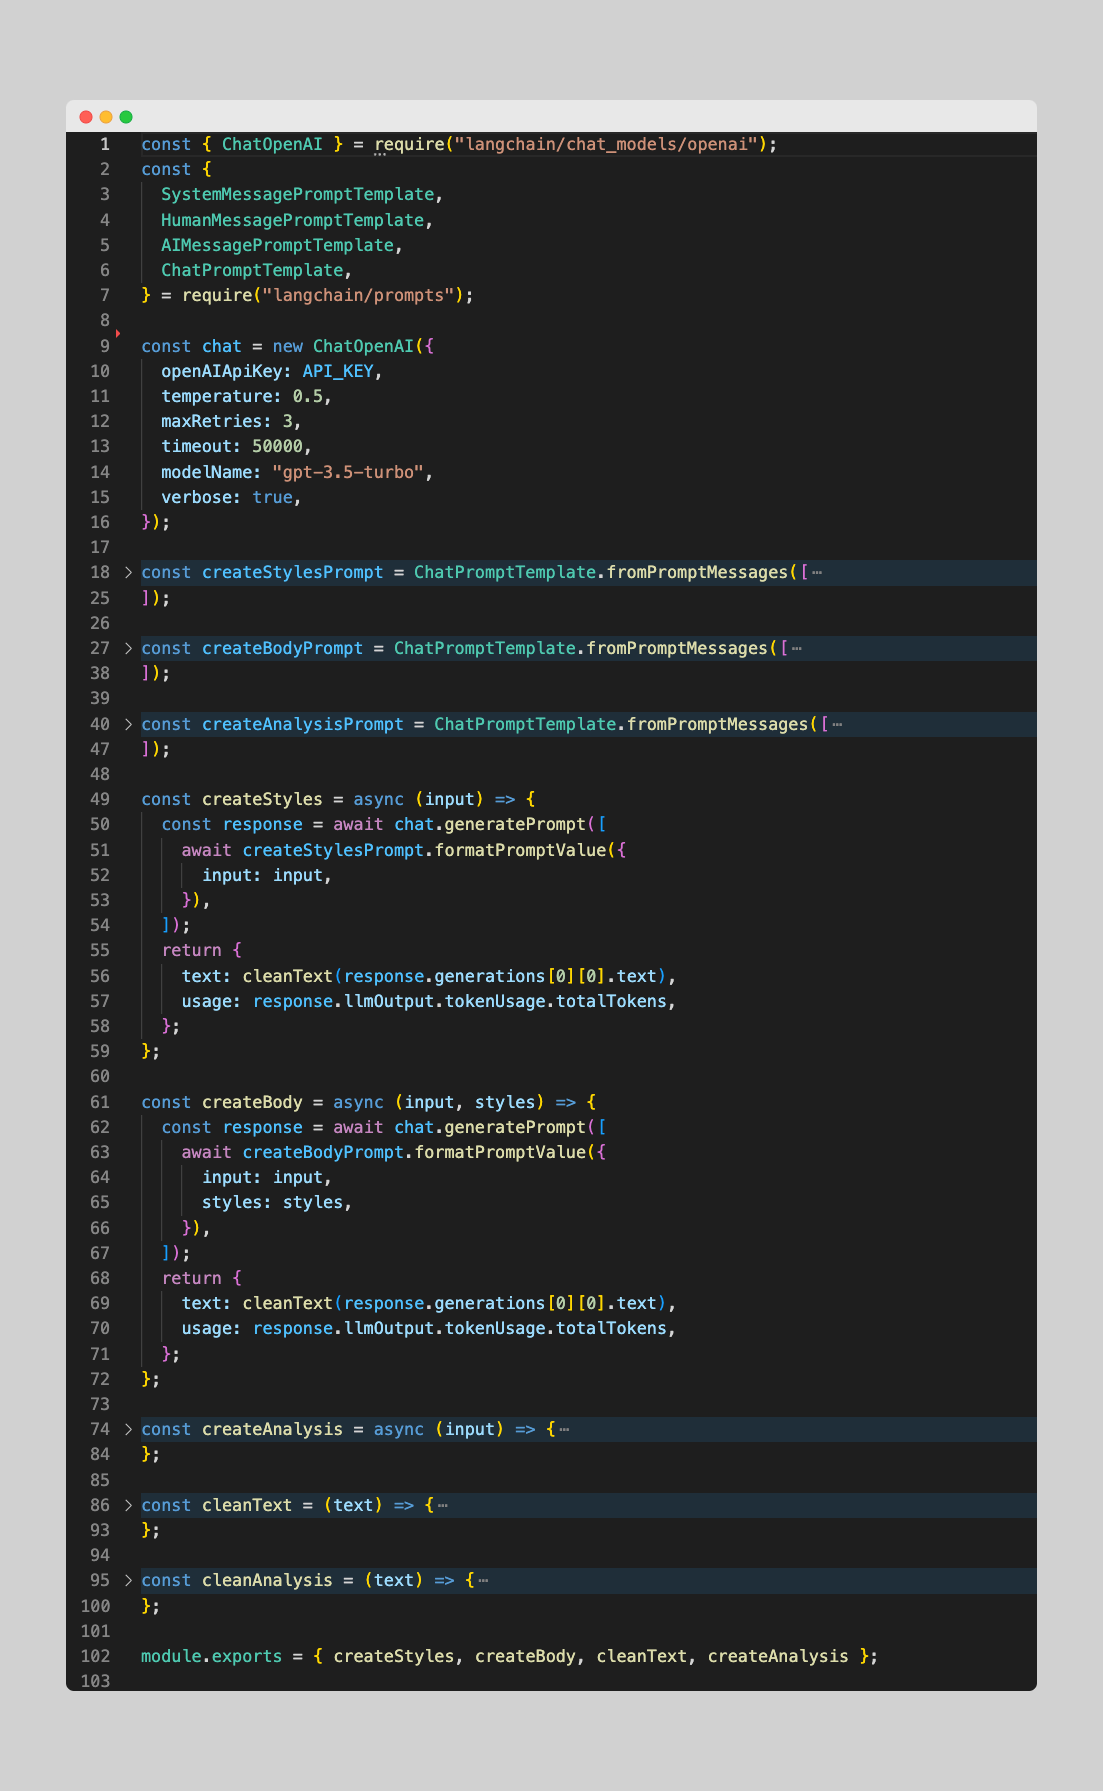 1 const { ChatOpenAI } = require("langchain/chat_models/openai");
2 const {
3 SystemMessagePromptTemplate,
4 HumanMessagePromptTemplate,
5 AIMessagePromptTemplate,
6 ChatPromptTemplate,
7 } = require("langchain/prompts");
8
9 const chat = new ChatOpenAI({
10 openAIApiKey: API_KEY,
11 temperature: 0.5,
12 maxRetries: 3,
13 timeout: 50000,
14 modelName: "gpt-3.5-turbo",
15 verbose: true,
16 });
17
18 > const createStylesPrompt = ChatPromptTemplate.fromPromptMessages([⋯
25 ]);
26
27 > const createBodyPrompt = ChatPromptTemplate.fromPromptMessages([⋯
38 ]);
39
40 > const createAnalysisPrompt = ChatPromptTemplate.fromPromptMessages([⋯
47 ]);
48
49 const createStyles = async (input) => {
50 const response = await chat.generatePrompt([
51 await createStylesPrompt.formatPromptValue({
52 input: input,
53 }),
54 ]);
55 return {
56 text: cleanText(response.generations[0][0].text),
57 usage: response.llmOutput.tokenUsage.totalTokens,
58 };
59 };
60
61 const createBody = async (input, styles) => {
62 const response = await chat.generatePrompt([
63 await createBodyPrompt.formatPromptValue({
64 input: input,
65 styles: styles,
66 }),
67 ]);
68 return {
69 text: cleanText(response.generations[0][0].text),
70 usage: response.llmOutput.tokenUsage.totalTokens,
71 };
72 };
73
74 > const createAnalysis = async (input) => {⋯
84 };
85
86 > const cleanText = (text) => {⋯
93 };
94
95 > const cleanAnalysis = (text) => {⋯
100 };
101
102 module.exports = { createStyles, createBody, cleanText, createAnalysis };
103